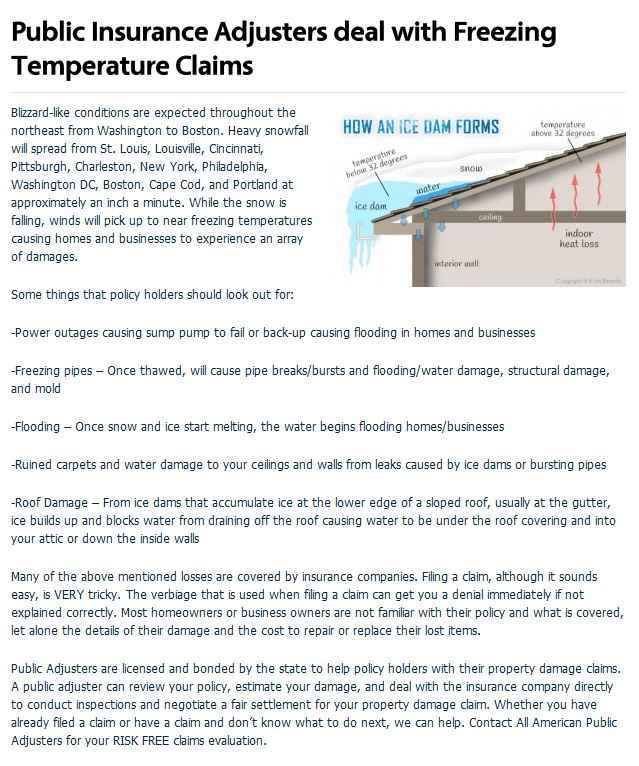 Public Insurance Adjusters deal with Freezing
Temperature Claims
Blizzard-like conditions are expected throughout the
northeast from Washington to Boston. Heavy snowfall
will spread from St. Louis, Louisville, Cincinnati,
Pittsburgh, Charleston, New York, Philadelphia,
Washington DC, Boston, Cape Cod, and Portland at
approximately an inch a minute. While the snow is
falling, winds will pick up to near freezing temperatures
causing homes and businesses to experience an array
of damages.
HOW AN ICE DAM FORMS
temperature
above 32 degrees
temperature
below 32 degrees
snow
water
ice dam
ceiling
indoor
heat loss
interior wall
Copyright ©
Some things that policy holders should look out for:
-Power outages causing sump pump to fail or back-up causing flooding in homes and businesses
-Freezing pipes – Once thawed, will cause pipe breaks/bursts and flooding/water damage, structural damage,
and mold
-Flooding – Once snow and ice start melting, the water begins flooding homes/businesses
-Ruined carpets and water damage to your ceilings and walls from leaks caused by ice dams or bursting pipes
-Roof Damage – From ice dams that accumulate ice at the lower edge of a sloped roof, usually at the gutter,
ice builds up and blocks water from draining off the roof causing water to be under the roof covering and into
your attic or down the inside walls
Many of the above mentioned losses are covered by insurance companies. Filing a claim, although it sounds
easy, is VERY tricky. The verbiage that is used when filing a claim can get you a denial immediately if not
explained correctly. Most homeowners or business owners are not familiar with their policy and what is covered,
let alone the details of their damage and the cost to repair or replace their lost items.
Public Adjusters are licensed and bonded by the state to help policy holders with their property damage claims.
A public adjuster can review your policy, estimate your damage, and deal with the insurance company directly
to conduct inspections and negotiate a fair settlement for your property damage claim. Whether you have
already filed a claim or have a claim and don't know what to do next, we can help. Contact All American Public
Adjusters for your RISK FREE claims evaluation.